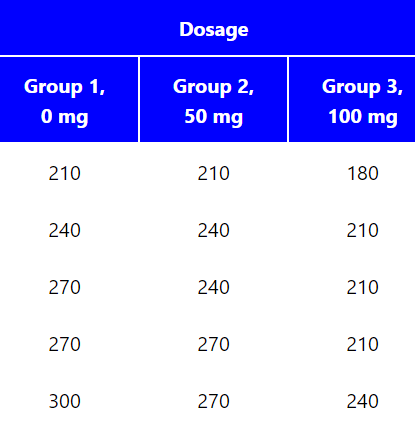 Dosage
Group 1, Group 2, Group 3,
0 mg 50 mg 100 mg
210 210 180
240 240 210
270 240 210
270 270 210
300 270 240